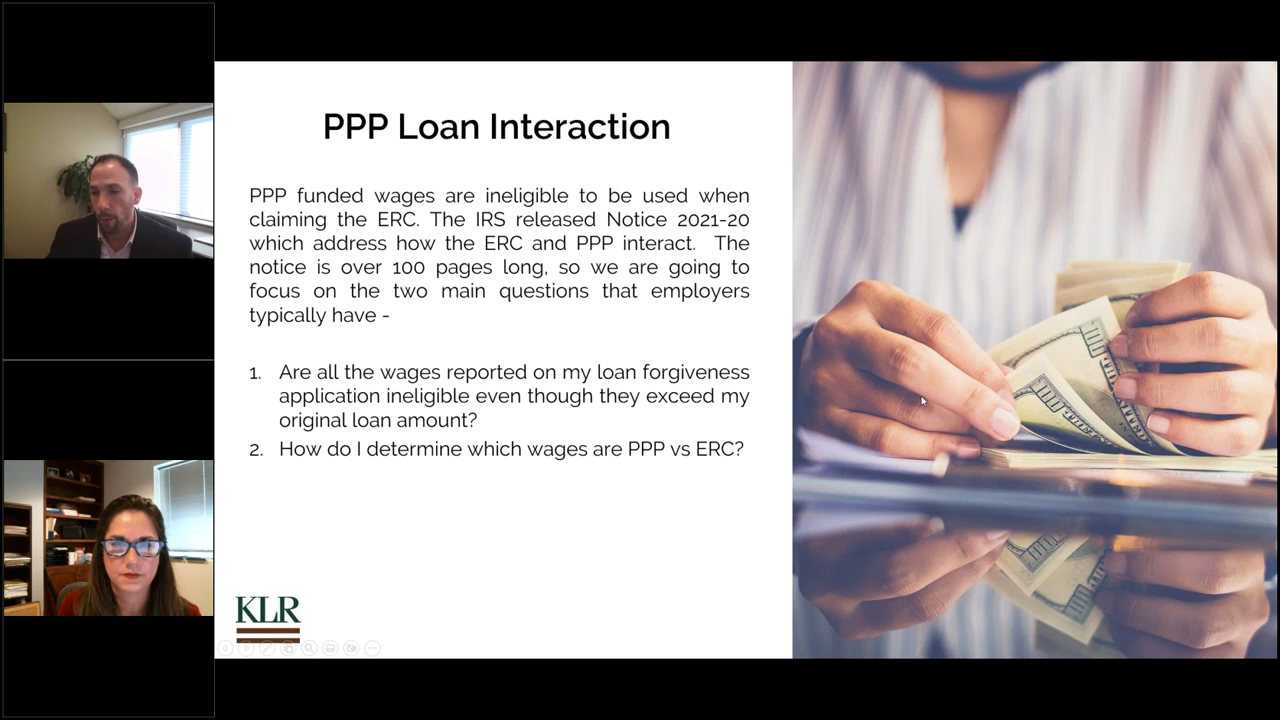 PPP Loan Interaction
PPP funded wages are ineligible to be used when
claiming the ERC. The IRS released Notice 2021-20
which address how the ERC and PPP interact. The
notice is over 100 pages long, so we are going to
focus on the two main questions that employers
typically have -
1. Are all the wages reported on my loan forgiveness
application ineligible even though they exceed my
original loan amount?
2. How do I determine which wages are PPP vs ERC?
KLR
100
100